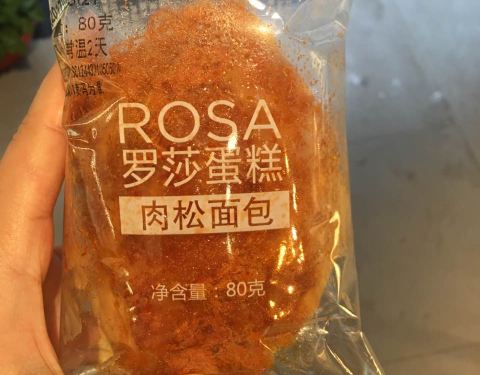 : 80克
常温2天
ROSA
罗莎蛋糕
肉松面包
净含量：80克